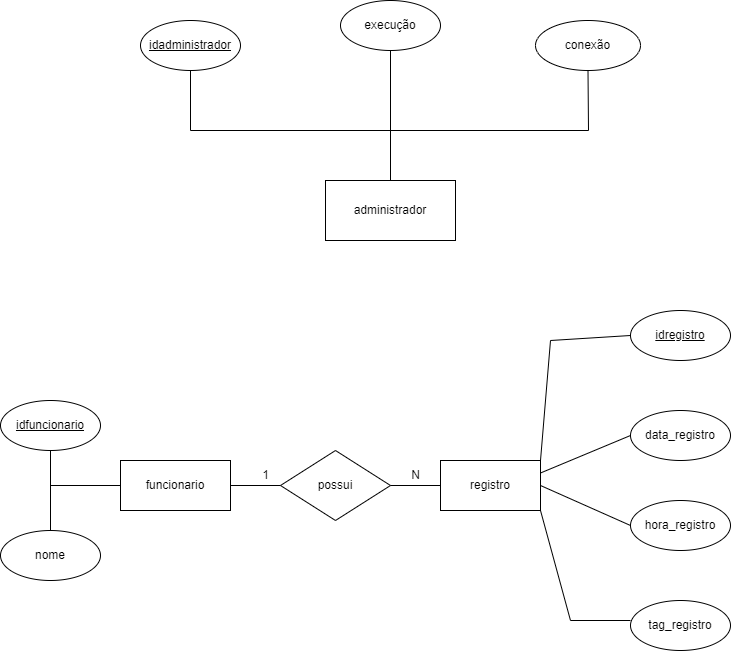 execução
idadministrador
conexão
administrador
idregistro
idfuncionario
data_registro
funcionario
1
possui
N
registro
hora_registro
nome
tag_registro